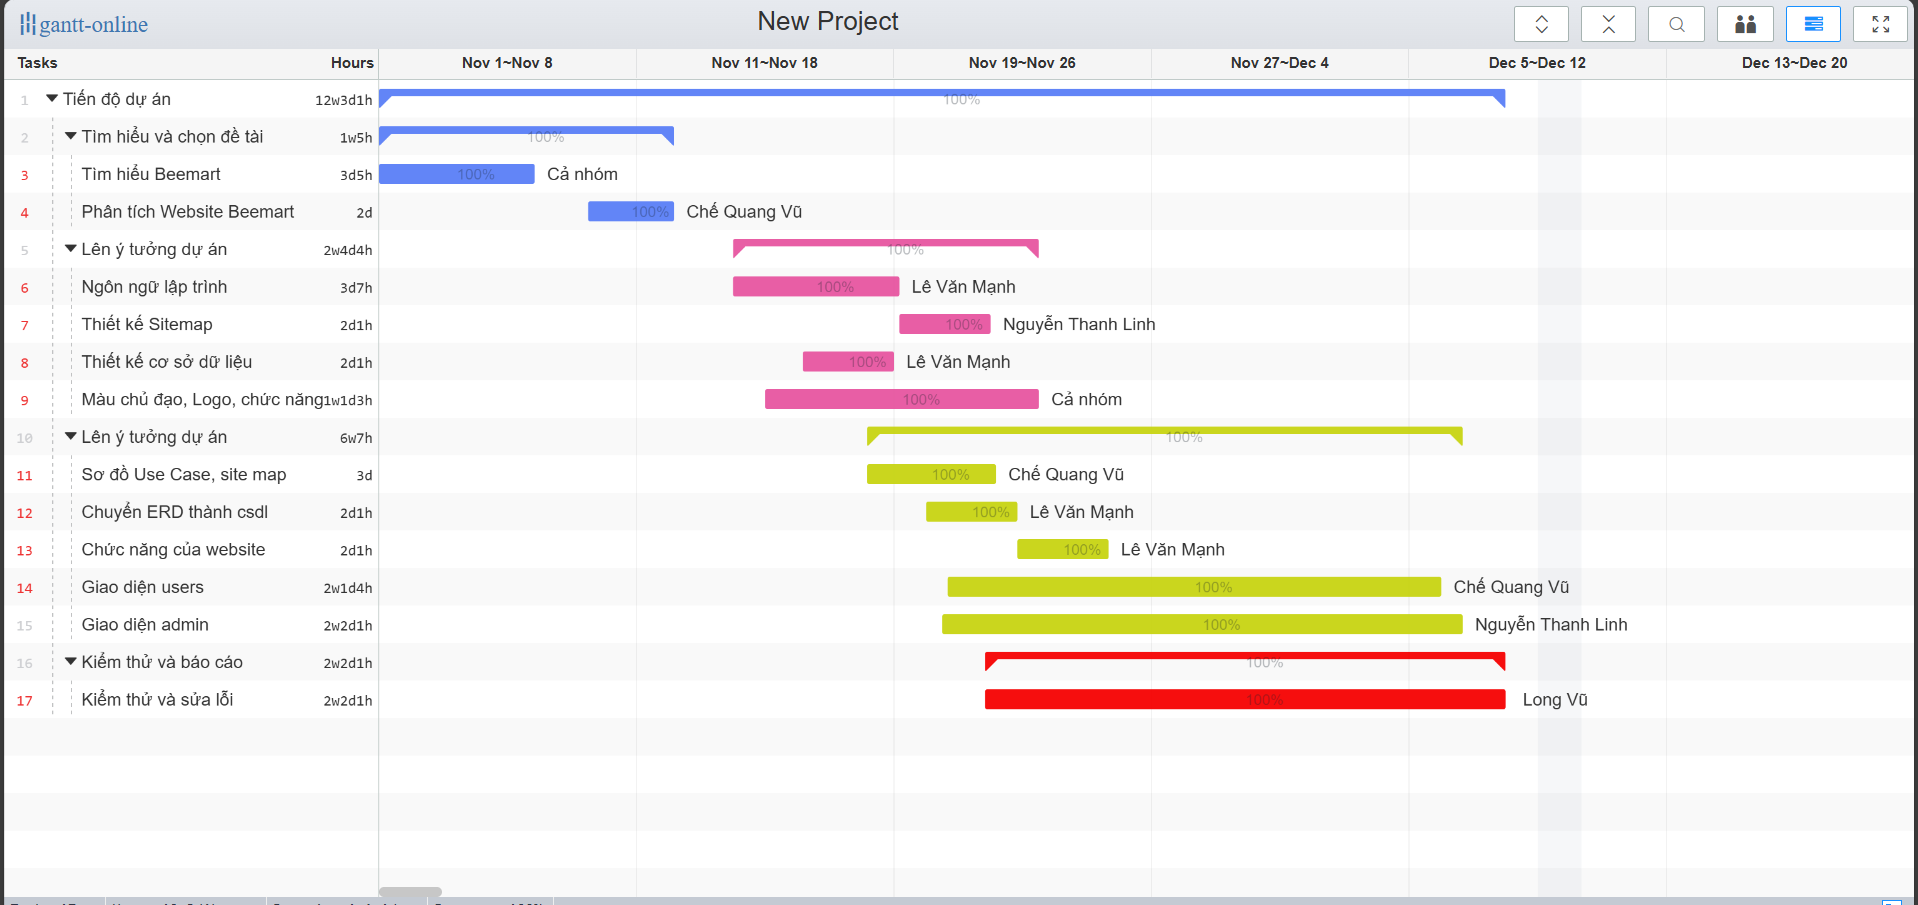 gantt-online
New Project
Tasks Hours Nov 1~Nov 8 Nov 11~Nov 18 Nov 19~Nov 26 Nov 27~Dec 4 Dec 5~Dec 12 Dec 13~Dec 20
1 Tiến độ dự án 12w3d1h 100%
2 Tìm hiểu và chọn đề tài 1w5h 100%
3 Tìm hiểu Beemart 3d5h 100% Cả nhóm
4 Phân tích Website Beemart 2d 100% Chế Quang Vũ
5 Lên ý tưởng dự án 2w4d4h 100%
6 Ngôn ngữ lập trình 3d7h 100% Lê Văn Mạnh
7 Thiết kế Sitemap 2d1h 100% Nguyễn Thanh Linh
8 Thiết kế cơ sở dữ liệu 2d1h 100% Lê Văn Mạnh
9 Màu chủ đạo, Logo, chức năng 1w1d3h 100% Cả nhóm
10 Lên ý tưởng dự án 6w7h 100%
11 Sơ đồ Use Case, site map 3d 100% Chế Quang Vũ
12 Chuyển ERD thành csdl 2d1h 100% Lê Văn Mạnh
13 Chức năng của website 2d1h 100% Lê Văn Mạnh
14 Giao diện users 2w1d4h 100% Chế Quang Vũ
15 Giao diện admin 2w2d1h 100% Nguyễn Thanh Linh
16 Kiểm thử và báo cáo 2w2d1h 100%
17 Kiểm thử và sửa lỗi 2w2d1h 100% Long Vũ